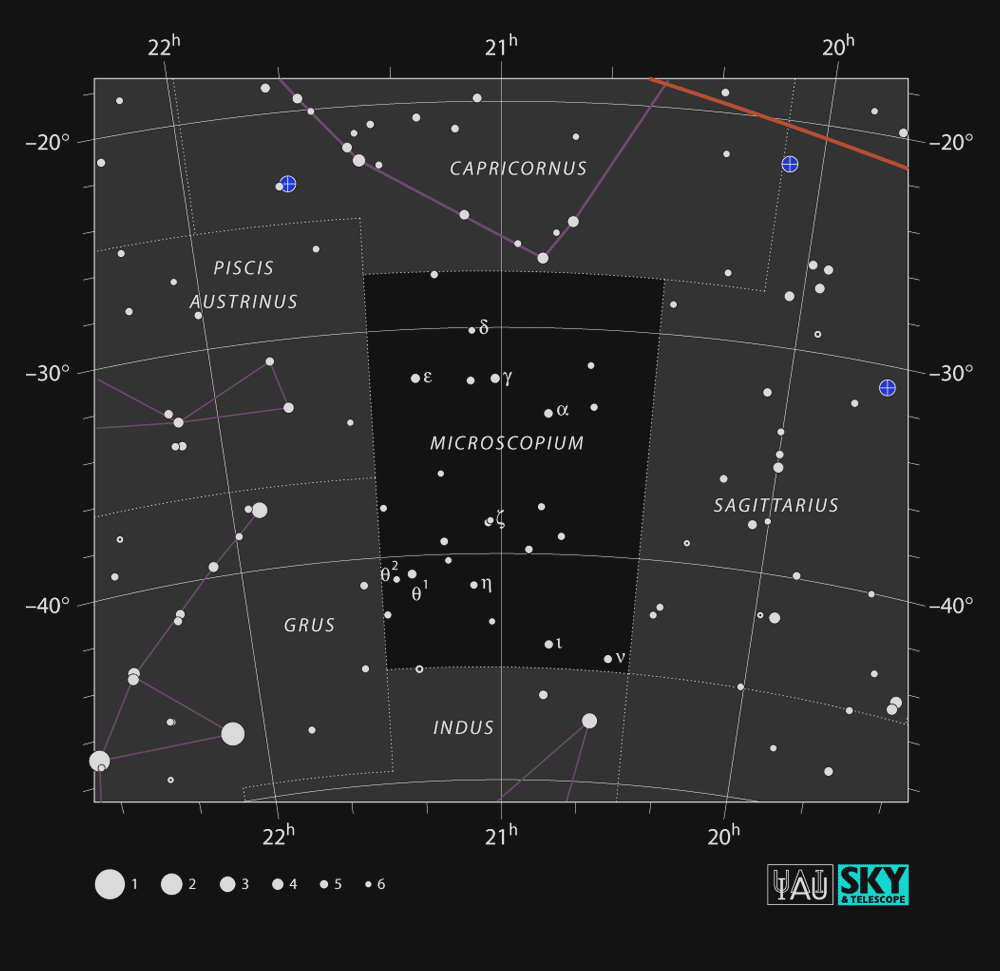 22h 21h 20h
−20° −20°
CAPRICORNUS
PISCIS
AUSTRINUS
δ
−30° −30°
ε γ
α
MICROSCOPIUM
SAGITTARIUS
ζ
θ2
η
θ1
−40° −40°
GRUS
ι
ν
INDUS
22h 21h 20h
1 2 3 4 5 6
IAU SKY
& TELESCOPE